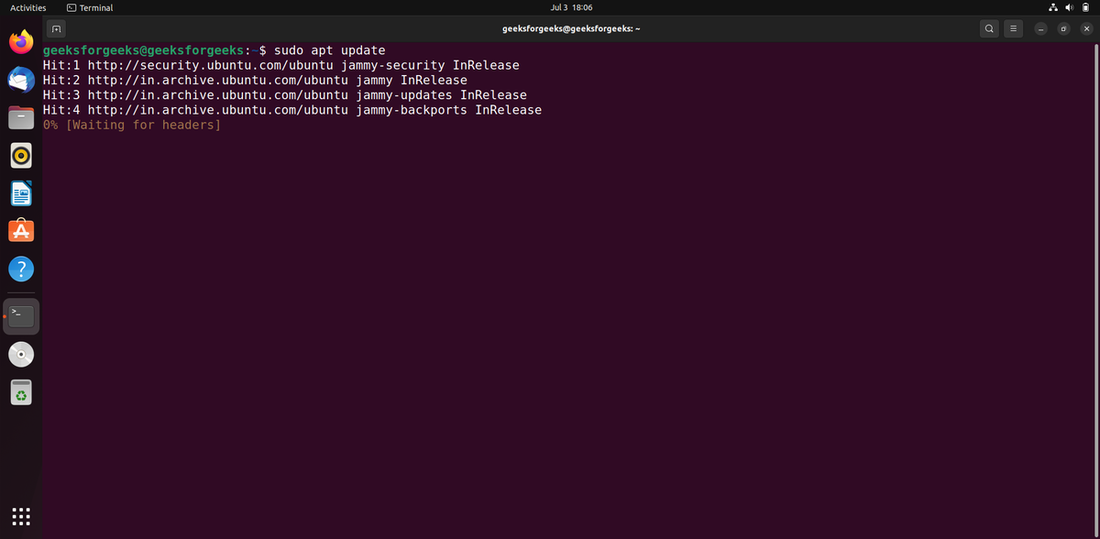 Activities Terminal Jul 3 18:06
geeksforgeeks@geeksforgeeks: ~
geeksforgeeks@geeksforgeeks:~$ sudo apt update
Hit:1 http://security.ubuntu.com/ubuntu jammy-security InRelease
Hit:2 http://in.archive.ubuntu.com/ubuntu jammy InRelease
Hit:3 http://in.archive.ubuntu.com/ubuntu jammy-updates InRelease
Hit:4 http://in.archive.ubuntu.com/ubuntu jammy-backports InRelease
0% [Waiting for headers]